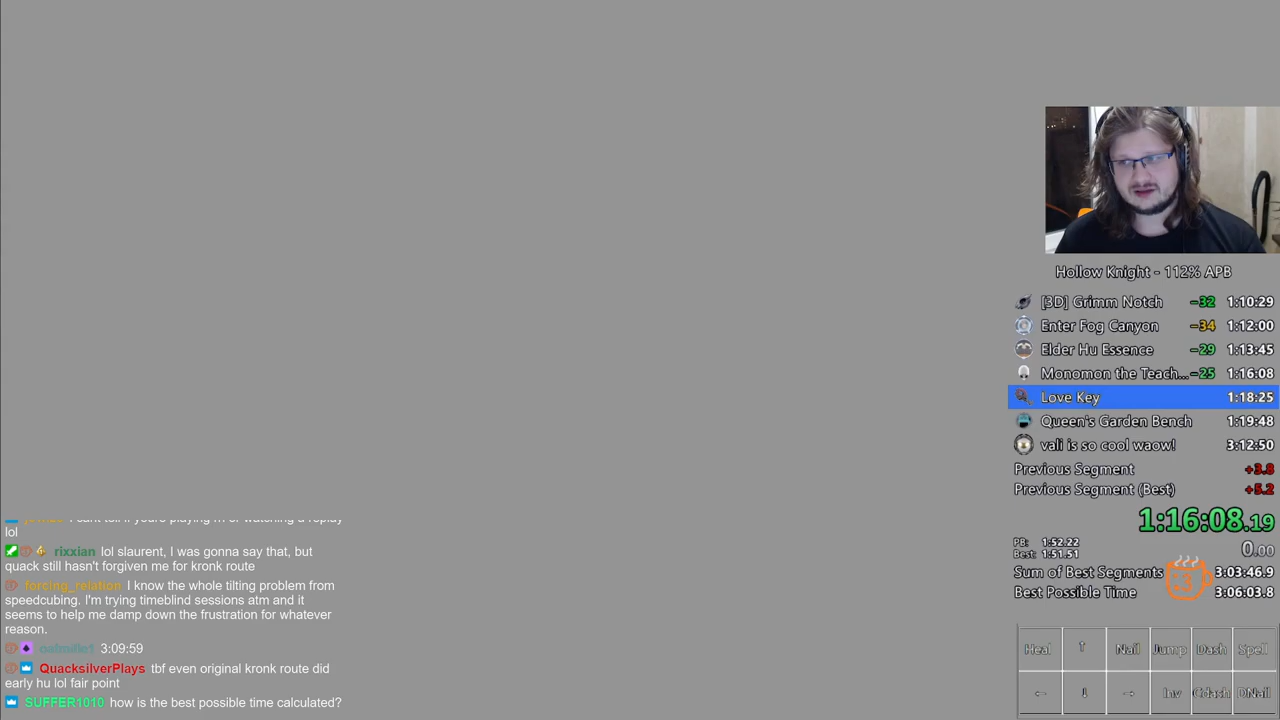 Hollow Knight - 112% APB
[3D] Grimm Notch -32 1:10:29
Enter Fog Canyon -34 1:12:00
Elder Hu Essence -29 1:13:45
Monomon the Teach... -25 1:16:08
Love Key 1:18:25
Queen's Garden Bench 1:19:48
vali is so cool waow! 3:12:50
Previous Segment +3.8
Previous Segment (Best) +5.2
1:16:08.19
PB: 1:52.22
Best: 1:51.51
0.00
Sum of Best Segments 3:03:46.9
Best Possible Time 3:06:03.8
lol
rixxian lol slaurent, I was gonna say that, but
quack still hasn't forgiven me for kronk route
forcing_relation I know the whole tilting problem from
speedcubing. I'm trying timeblind sessions atm and it
seems to help me damp down the frustration for whatever
reason.
3:09:59
QuacksilverPlays tbf even original kronk route did
early hu lol fair point
SUFFER1010 how is the best possible time calculated?
Heal ↑ Nail Jump Dash Spell
← ↓ → Inv Cdash DNail